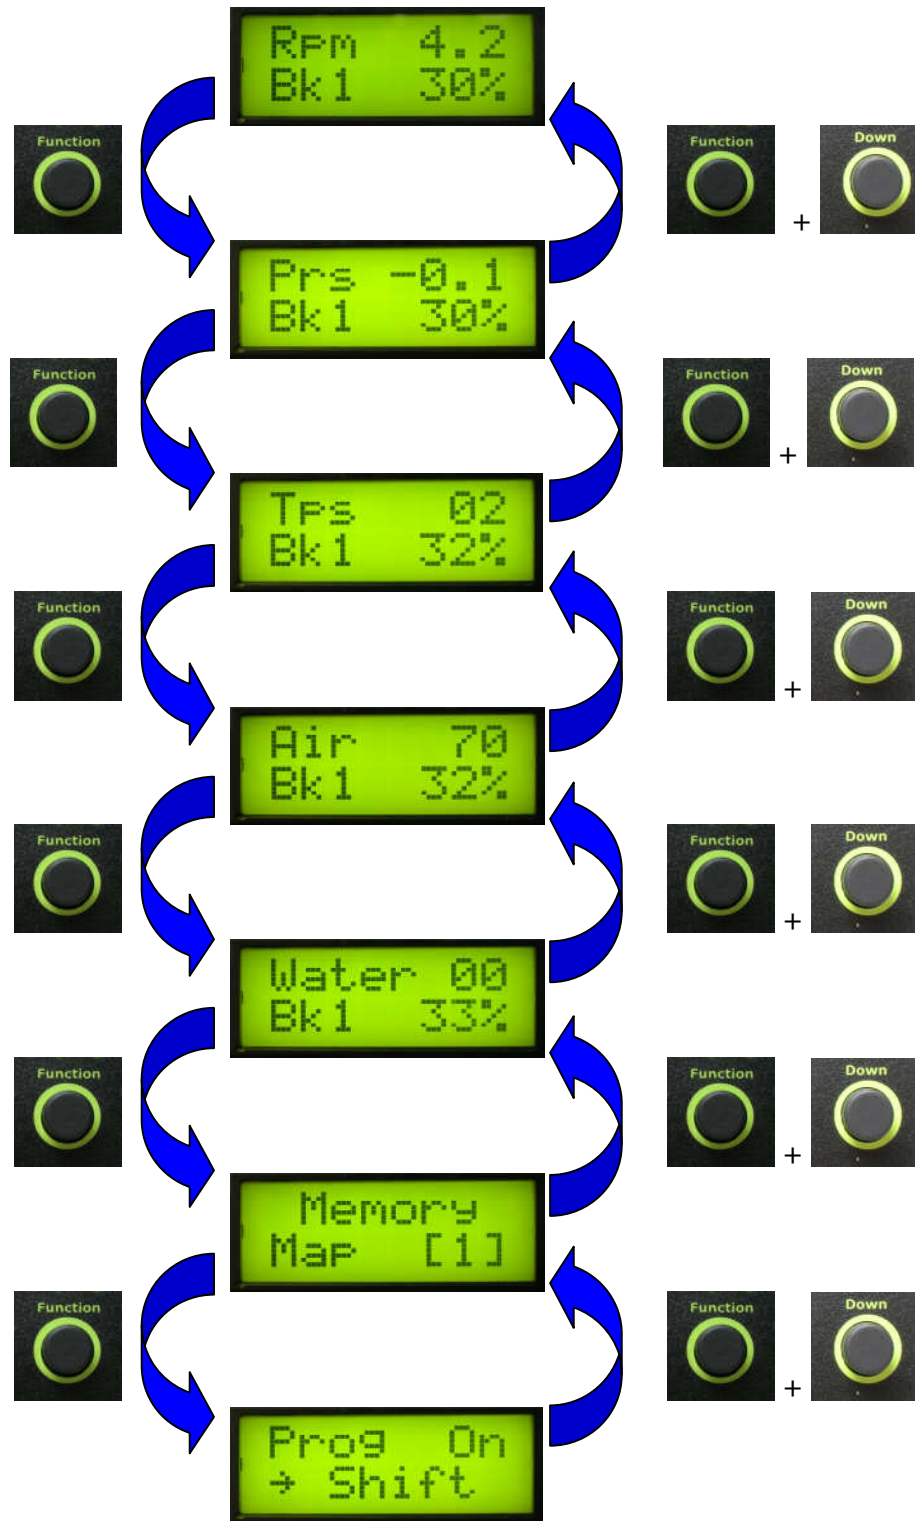 Rpm 4.2
Bk1 30%
Function
Function
Down
+
Prs -0.1
Bk1 30%
Function
Function
Down
+
Tps 02
Bk1 32%
Function
Function
Down
+
Air 70
Bk1 32%
Function
Function
Down
+
Water 00
Bk1 33%
Function
Function
Down
+
Memory
Map [1]
Function
Function
Down
+
Prog On
→ Shift